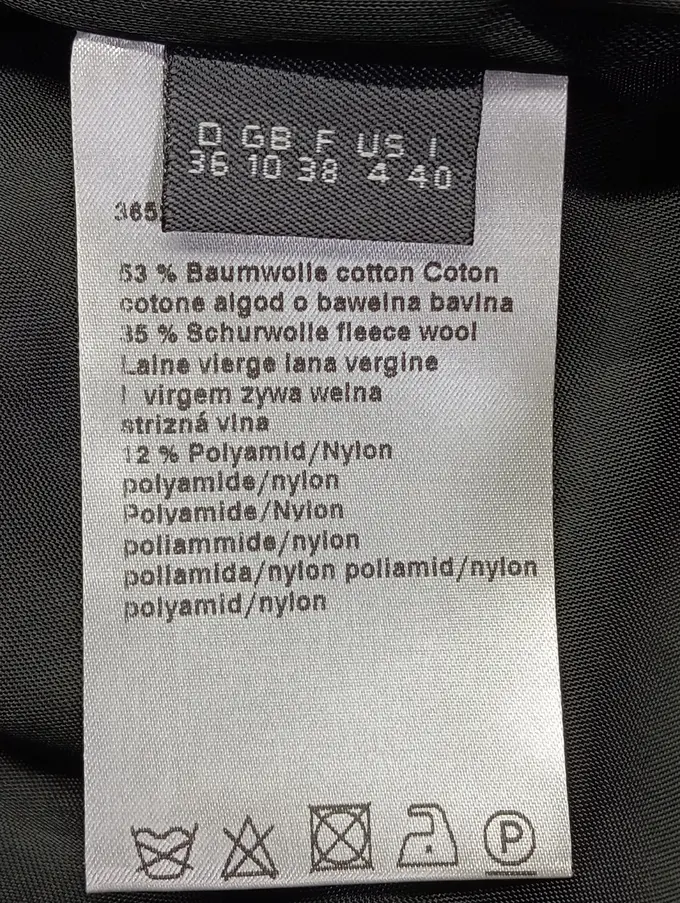 D GB F US I
36 10 38 4 40
365
53 % Baumwolle cotton Coton
cotone algod o bawelna bavlna
35 % Schurwolle fleece wool
Laine vierge lana vergine
l virgem zywa welna
strizná vlna
12 % Polyamid/Nylon
polyamide/nylon
Polyamide/Nylon
poliammide/nylon
poliamida/nylon poliamid/nylon
polyamid/nylon
P